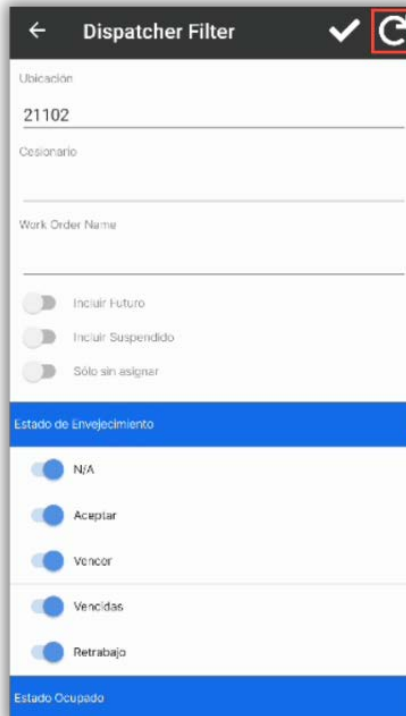 Dispatcher Filter
Ubicación
21102
Cesionario
Work Order Name
Incluir Futuro
Incluir Suspendido
Sólo sin asignar
Estado de Envejecimiento
N/A
Aceptar
Vencer
Vencidas
Retrabajo
Estado Ocupado